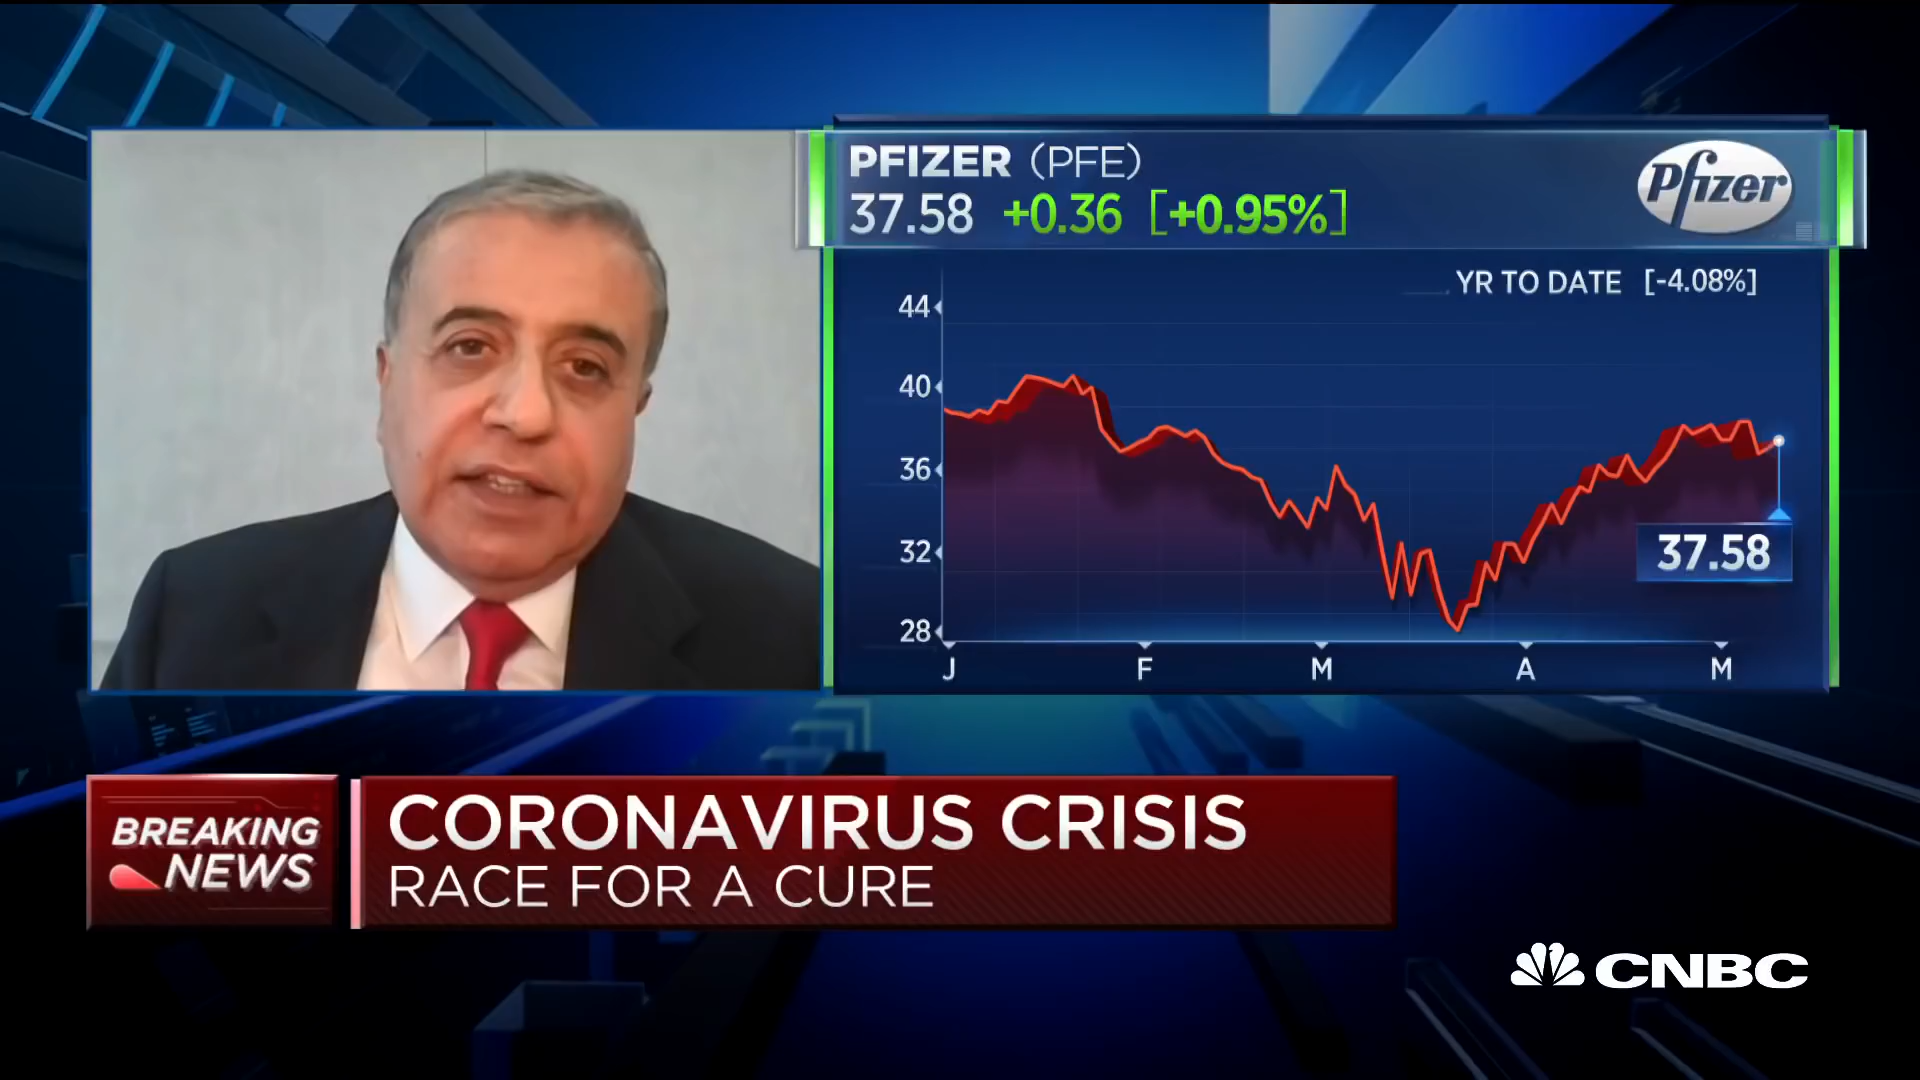 PFIZER (PFE)
37.58 +0.36 [+0.95%]
Pfizer
YR TO DATE [-4.08%]
44
40
36
32
28
37.58
J F M A M
BREAKING
NEWS
CORONAVIRUS CRISIS
RACE FOR A CURE
CNBC